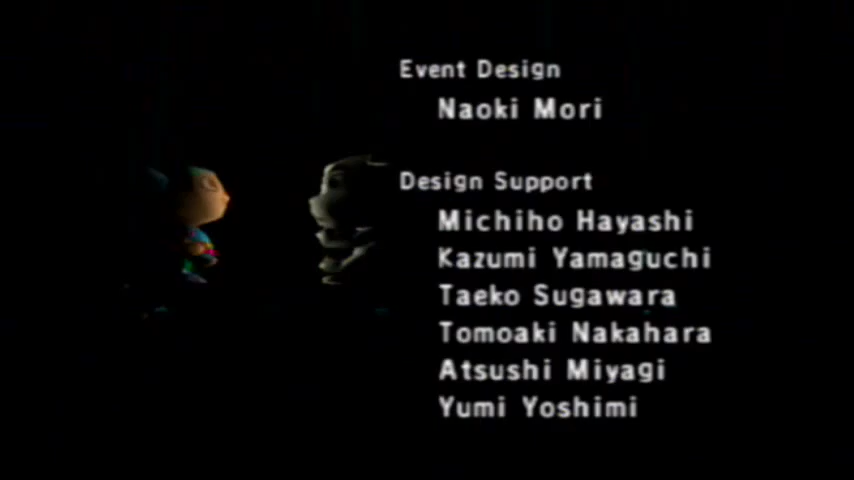 Event Design
Naoki Mori
Design Support
Michiho Hayashi
Kazumi Yamaguchi
Taeko Sugawara
Tomoaki Nakahara
Atsushi Miyagi
Yumi Yoshimi